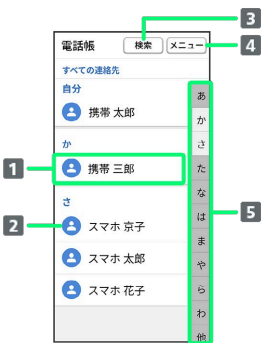 3
電話帳 検索 メニュー 4
すべての連絡先
自分
携帯 太郎
か
1 携帯 三郎
さ
2 スマホ 京子
スマホ 太郎
スマホ 花子
あ
か
さ
た
な
は 5
ま
や
ら
わ
他